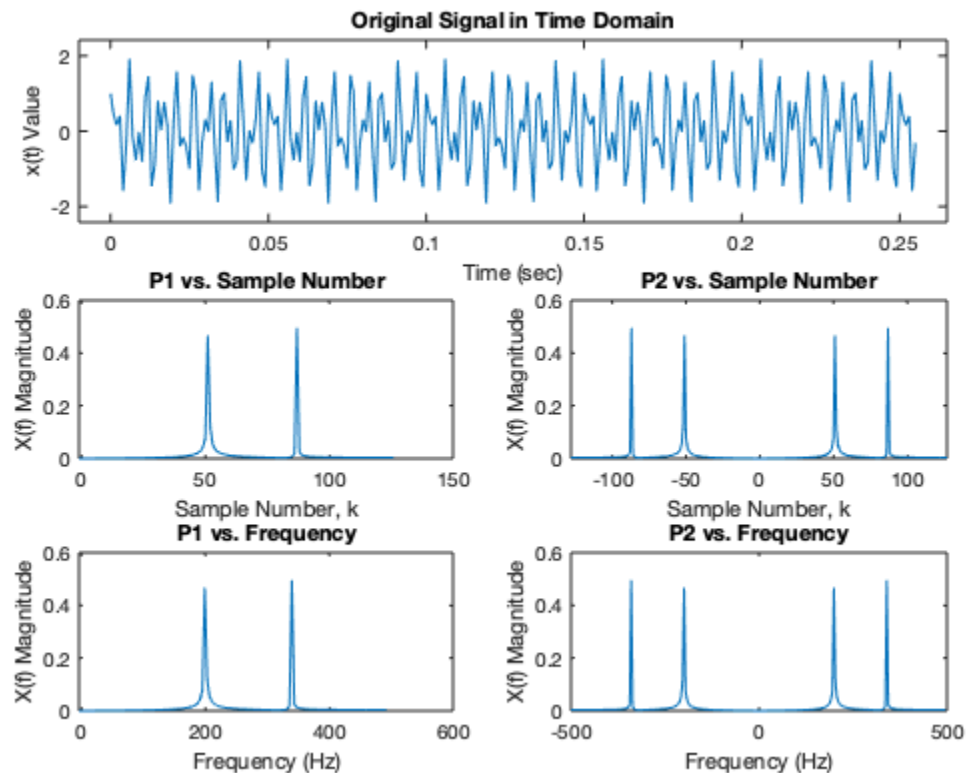 Original Signal in Time Domain
x(t) Value
2
0
-2
0 0.05 0.1 0.15 0.2 0.25
Time (sec)
P1 vs. Sample Number
X(f) Magnitude
0.6
0.4
0.2
0
0 50 100 150
Sample Number, k
P2 vs. Sample Number
X(f) Magnitude
0.6
0.4
0.2
0
-100 -50 0 50 100
Sample Number, k
P1 vs. Frequency
X(f) Magnitude
0.6
0.4
0.2
0
0 200 400 600
Frequency (Hz)
P2 vs. Frequency
X(f) Magnitude
0.6
0.4
0.2
0
-500 0 500
Frequency (Hz)